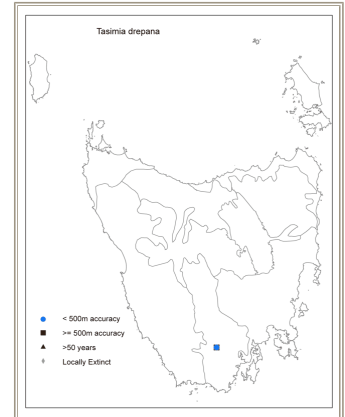 Tasimia drepana
< 500m accuracy
>= 500m accuracy
>50 years
Locally Extinct